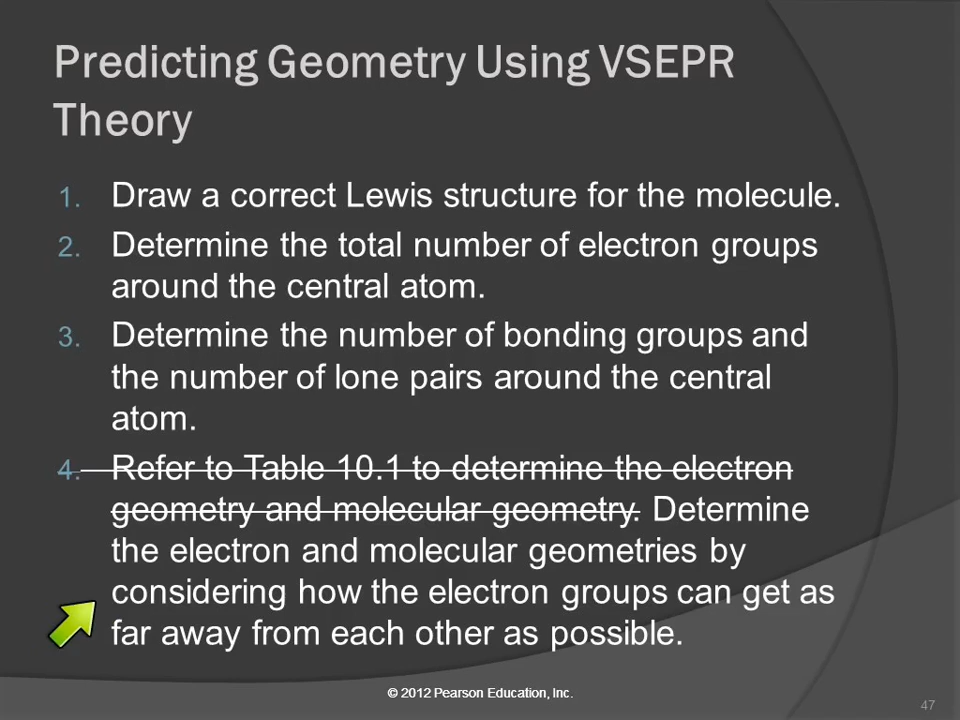 Predicting Geometry Using VSEPR
Theory
1. Draw a correct Lewis structure for the molecule.
2. Determine the total number of electron groups
around the central atom.
3. Determine the number of bonding groups and
the number of lone pairs around the central
atom.
4. Refer to Table 10.1 to determine the electron
geometry and molecular geometry. Determine
the electron and molecular geometries by
considering how the electron groups can get as
far away from each other as possible.
© 2012 Pearson Education, Inc.
47